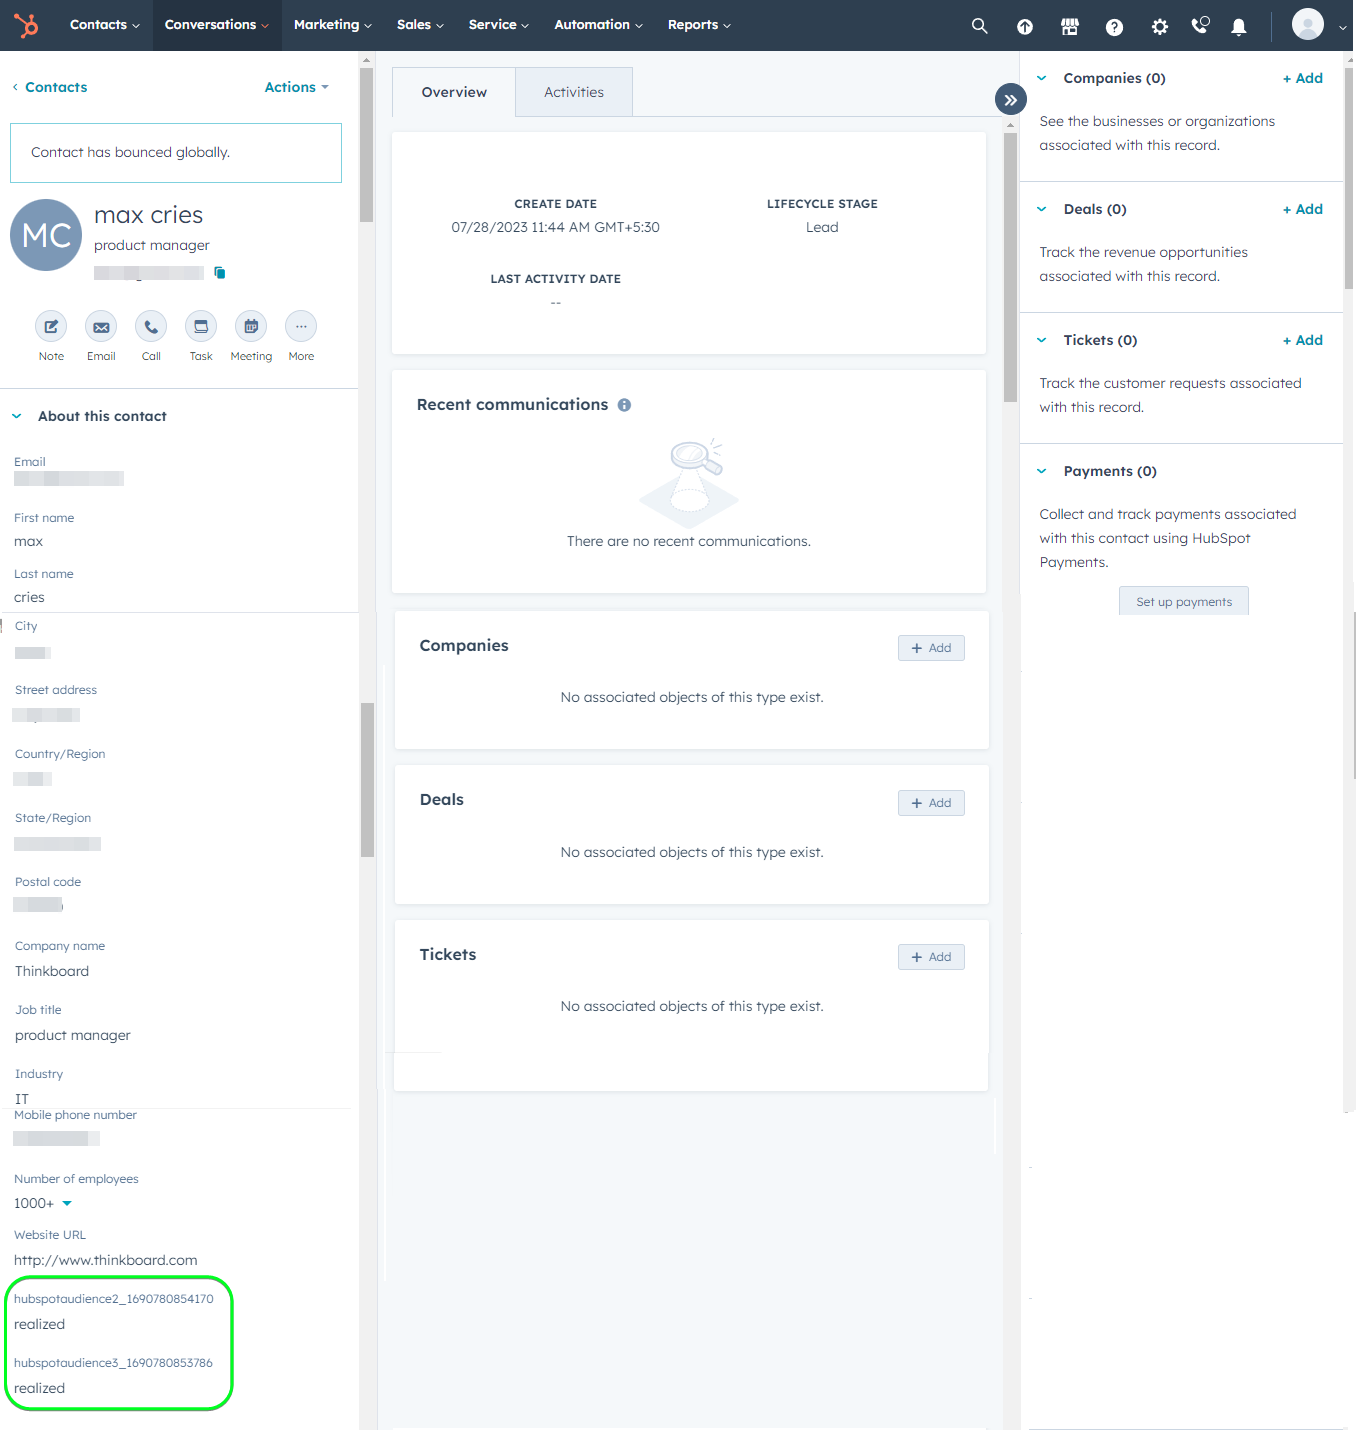 Contacts Conversations Marketing Sales Service Automation Reports
Contacts
Actions
Contact has bounced globally.
MC
max cries
product manager
Note Email Call Task Meeting More
About this contact
Email
First name
max
Last name
cries
City
Street address
Country/Region
State/Region
Postal code
Company name
Thinkboard
Job title
product manager
Industry
IT
Mobile phone number
Number of employees
1000+
Website URL
http://www.thinkboard.com
hubspotaudience2_1690780854170
realized
hubspotaudience3_1690780853786
realized
Overview Activities
CREATE DATE
07/28/2023 11:44 AM GMT+5:30
LIFECYCLE STAGE
Lead
LAST ACTIVITY DATE
--
Recent communications
There are no recent communications.
Companies
+ Add
No associated objects of this type exist.
Deals
+ Add
No associated objects of this type exist.
Tickets
+ Add
No associated objects of this type exist.
Companies (0)
+ Add
See the businesses or organizations
associated with this record.
Deals (0)
+ Add
Track the revenue opportunities
associated with this record.
Tickets (0)
+ Add
Track the customer requests associated
with this record.
Payments (0)
Collect and track payments associated
with this contact using HubSpot
Payments.
Set up payments